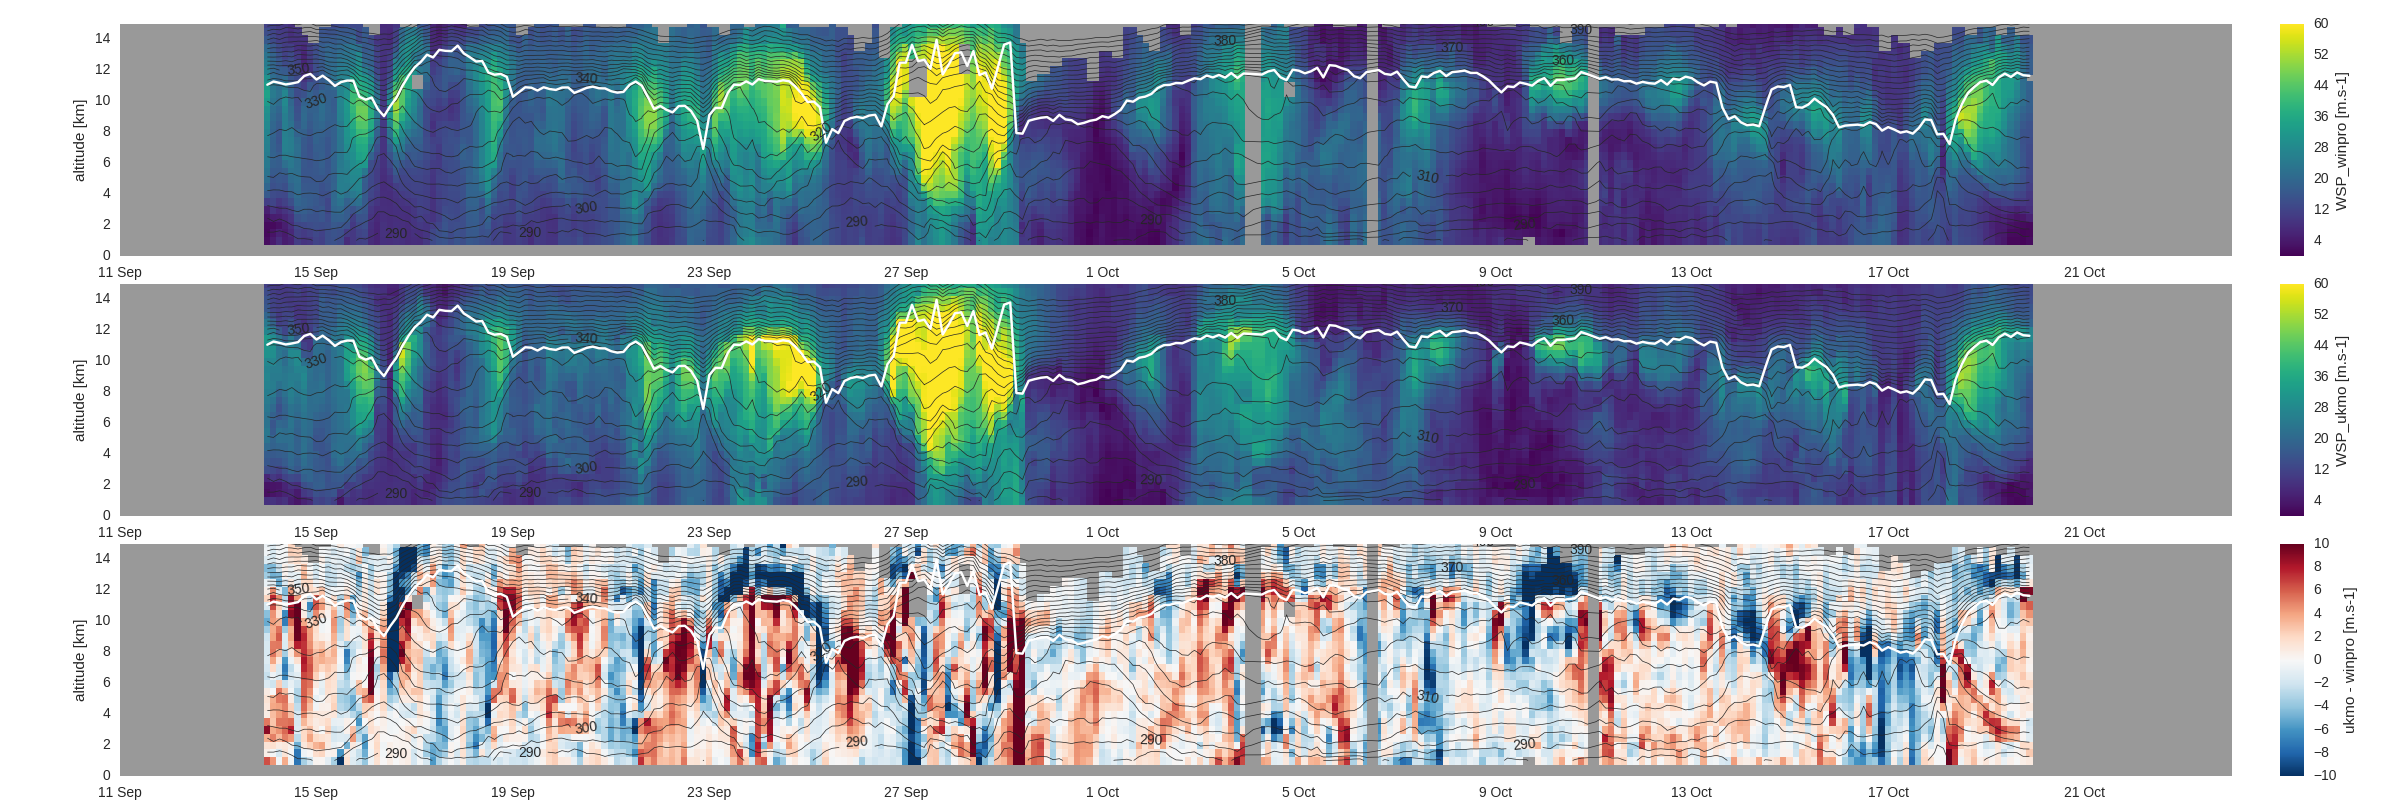 14
12
10
8
6
4
2
0
altitude [km]
350
330
290
340
300
290
320
290
380
370
390
360
310
11 Sep
15 Sep
19 Sep
23 Sep
27 Sep
1 Oct
5 Oct
9 Oct
13 Oct
17 Oct
21 Oct
60
52
44
36
28
20
12
4
WSP_winpro [m.s-1]
14
12
10
8
6
4
2
0
altitude [km]
350
330
290
340
300
290
290
380
290
370
390
360
310
11 Sep
15 Sep
19 Sep
23 Sep
27 Sep
1 Oct
5 Oct
9 Oct
13 Oct
17 Oct
21 Oct
60
52
44
36
28
20
12
4
WSP_ukmo [m.s-1]
14
12
10
8
6
4
2
0
altitude [km]
350
330
290
340
300
290
290
380
290
370
390
310
290
11 Sep
15 Sep
19 Sep
23 Sep
27 Sep
1 Oct
5 Oct
9 Oct
13 Oct
17 Oct
21 Oct
10
8
6
4
2
0
−2
−4
−6
−8
−10
ukmo - winpro [m.s-1]